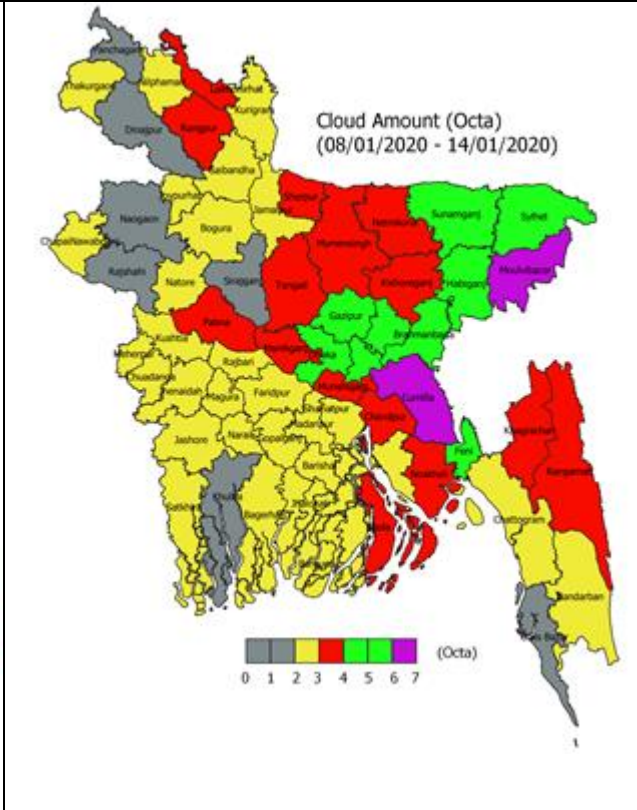 Panchagarh
Thakurgaon
Nilphamari
Lalmonirhat
Kurigram
Dinajpur
Rangpur
Cloud Amount (Octa)
(08/01/2020 - 14/01/2020)
Gaibandha
Joypurhat
Sherpur
Naogaon
Bogura
Jamalpur
Mymensingh
Netrokona
Sunamganj
Sylhet
ChapaiNawabganj
Rajshahi
Natore
Sirajganj
Tangail
Kishoreganj
Habiganj
Moulvibazar
Pabna
Gazipur
Brahmanbaria
Kushtia
Manikganj
Dhaka
Meherpur
Rajbari
Chuadanga
Jhenaidah
Magura
Faridpur
Munshiganj
Cumilla
Shariatpur
Chandpur
Madaripur
Jashore
Narail
Gopalganj
Barishal
Feni
Khagrachari
Rangamati
Noakhali
Satkhira
Khulna
Bagerhat
Bhola
Chattogram
Bandarban
Cox's Bazar
(Octa)
0 1 2 3 4 5 6 7